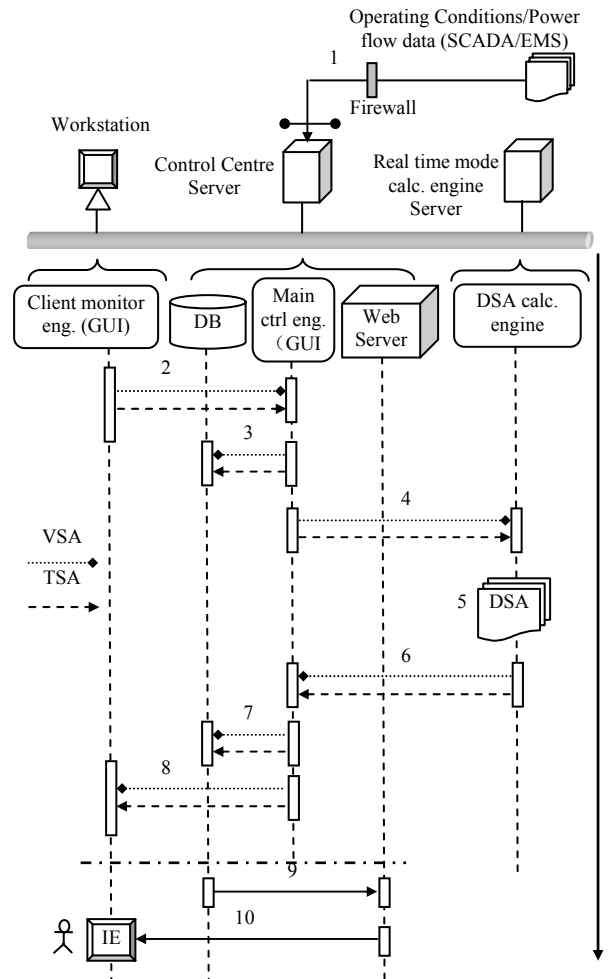 Operating Conditions/Power
flow data (SCADA/EMS)
1
Firewall
Workstation
Control Centre
Server
Real time mode
calc. engine
Server
Client monitor
eng. (GUI)
DB
Main
ctrl eng.
（GUI
Web
Server
DSA calc.
engine
2
3
4
VSA
TSA
5
DSA
6
7
8
9
10
IE